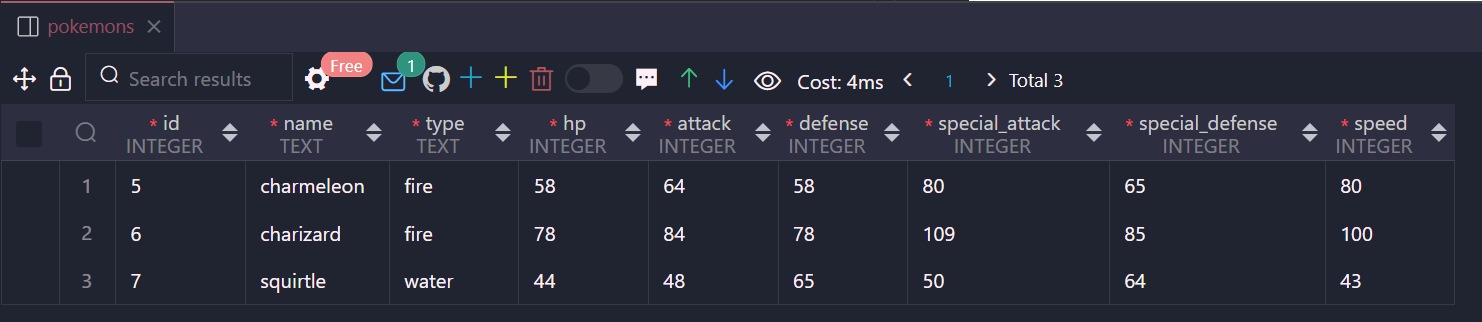 pokemons
Search results Free 1 Cost: 4ms 1 Total 3
* id * name * type * hp * attack * defense * special_attack * special_defense * speed
INTEGER TEXT TEXT INTEGER INTEGER INTEGER INTEGER INTEGER INTEGER
1 5 charmeleon fire 58 64 58 80 65 80
2 6 charizard fire 78 84 78 109 85 100
3 7 squirtle water 44 48 65 50 64 43